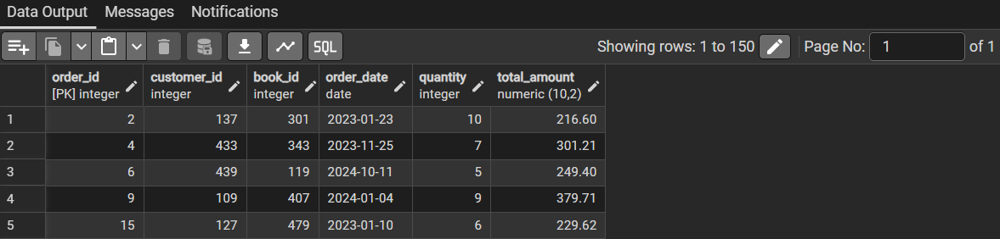 Data Output Messages Notifications
SQL Showing rows: 1 to 150 Page No: 1 of 1
order_id customer_id book_id order_date quantity total_amount
[PK] integer integer integer date integer numeric (10,2)
1 2 137 301 2023-01-23 10 216.60
2 4 433 343 2023-11-25 7 301.21
3 6 439 119 2024-10-11 5 249.40
4 9 109 407 2024-01-04 9 379.71
5 15 127 479 2023-01-10 6 229.62